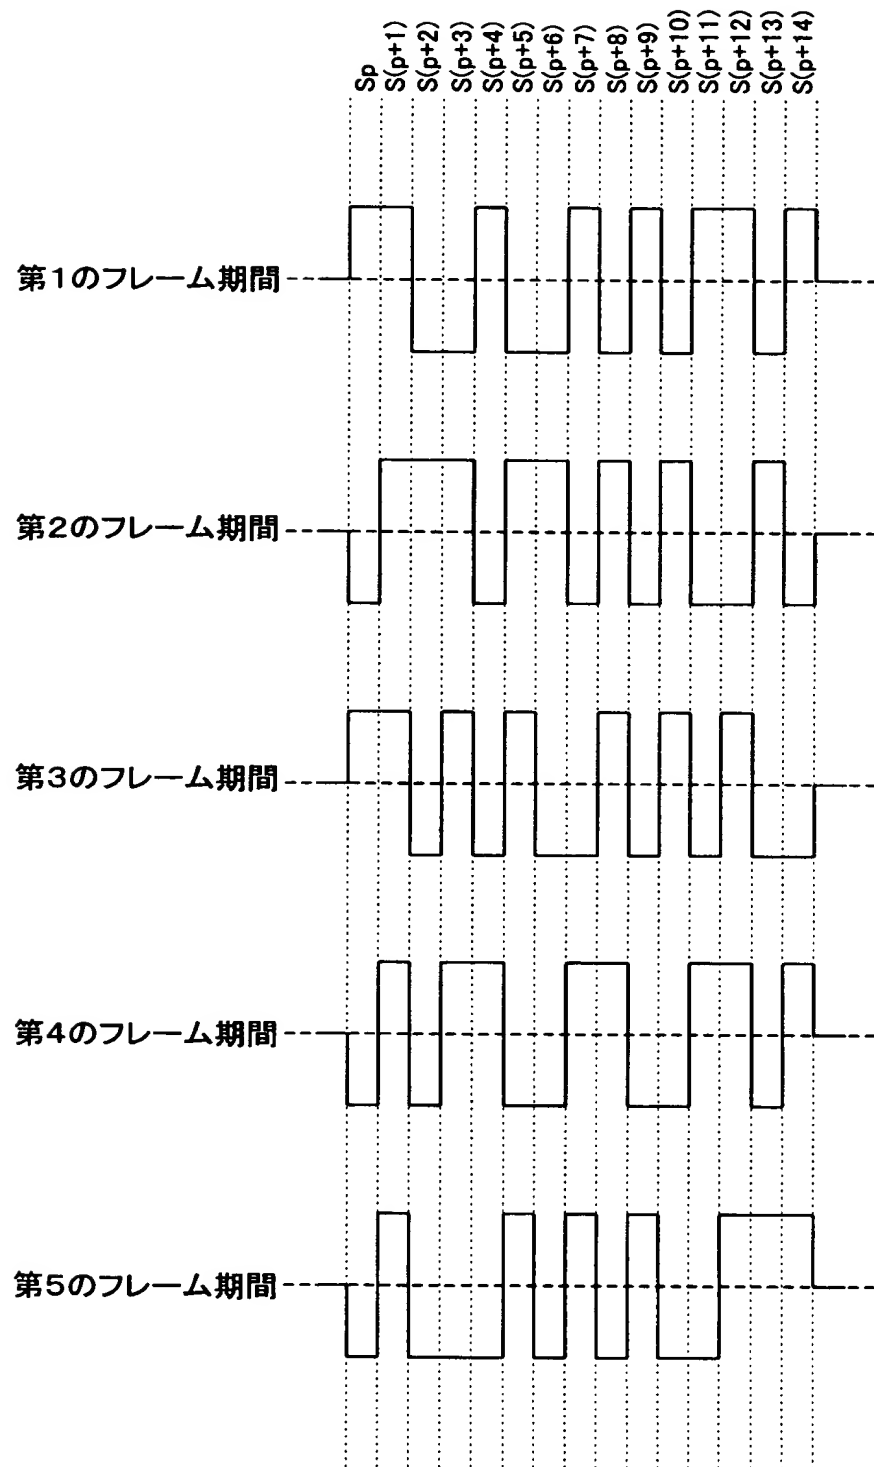 Sp
S(p+1)
S(p+2)
S(p+3)
S(p+4)
S(p+5)
S(p+6)
S(p+7)
S(p+8)
S(p+9)
S(p+10)
S(p+11)
S(p+12)
S(p+13)
S(p+14)
第1のフレーム期間
第2のフレーム期間
第3のフレーム期間
第4のフレーム期間
第5のフレーム期間